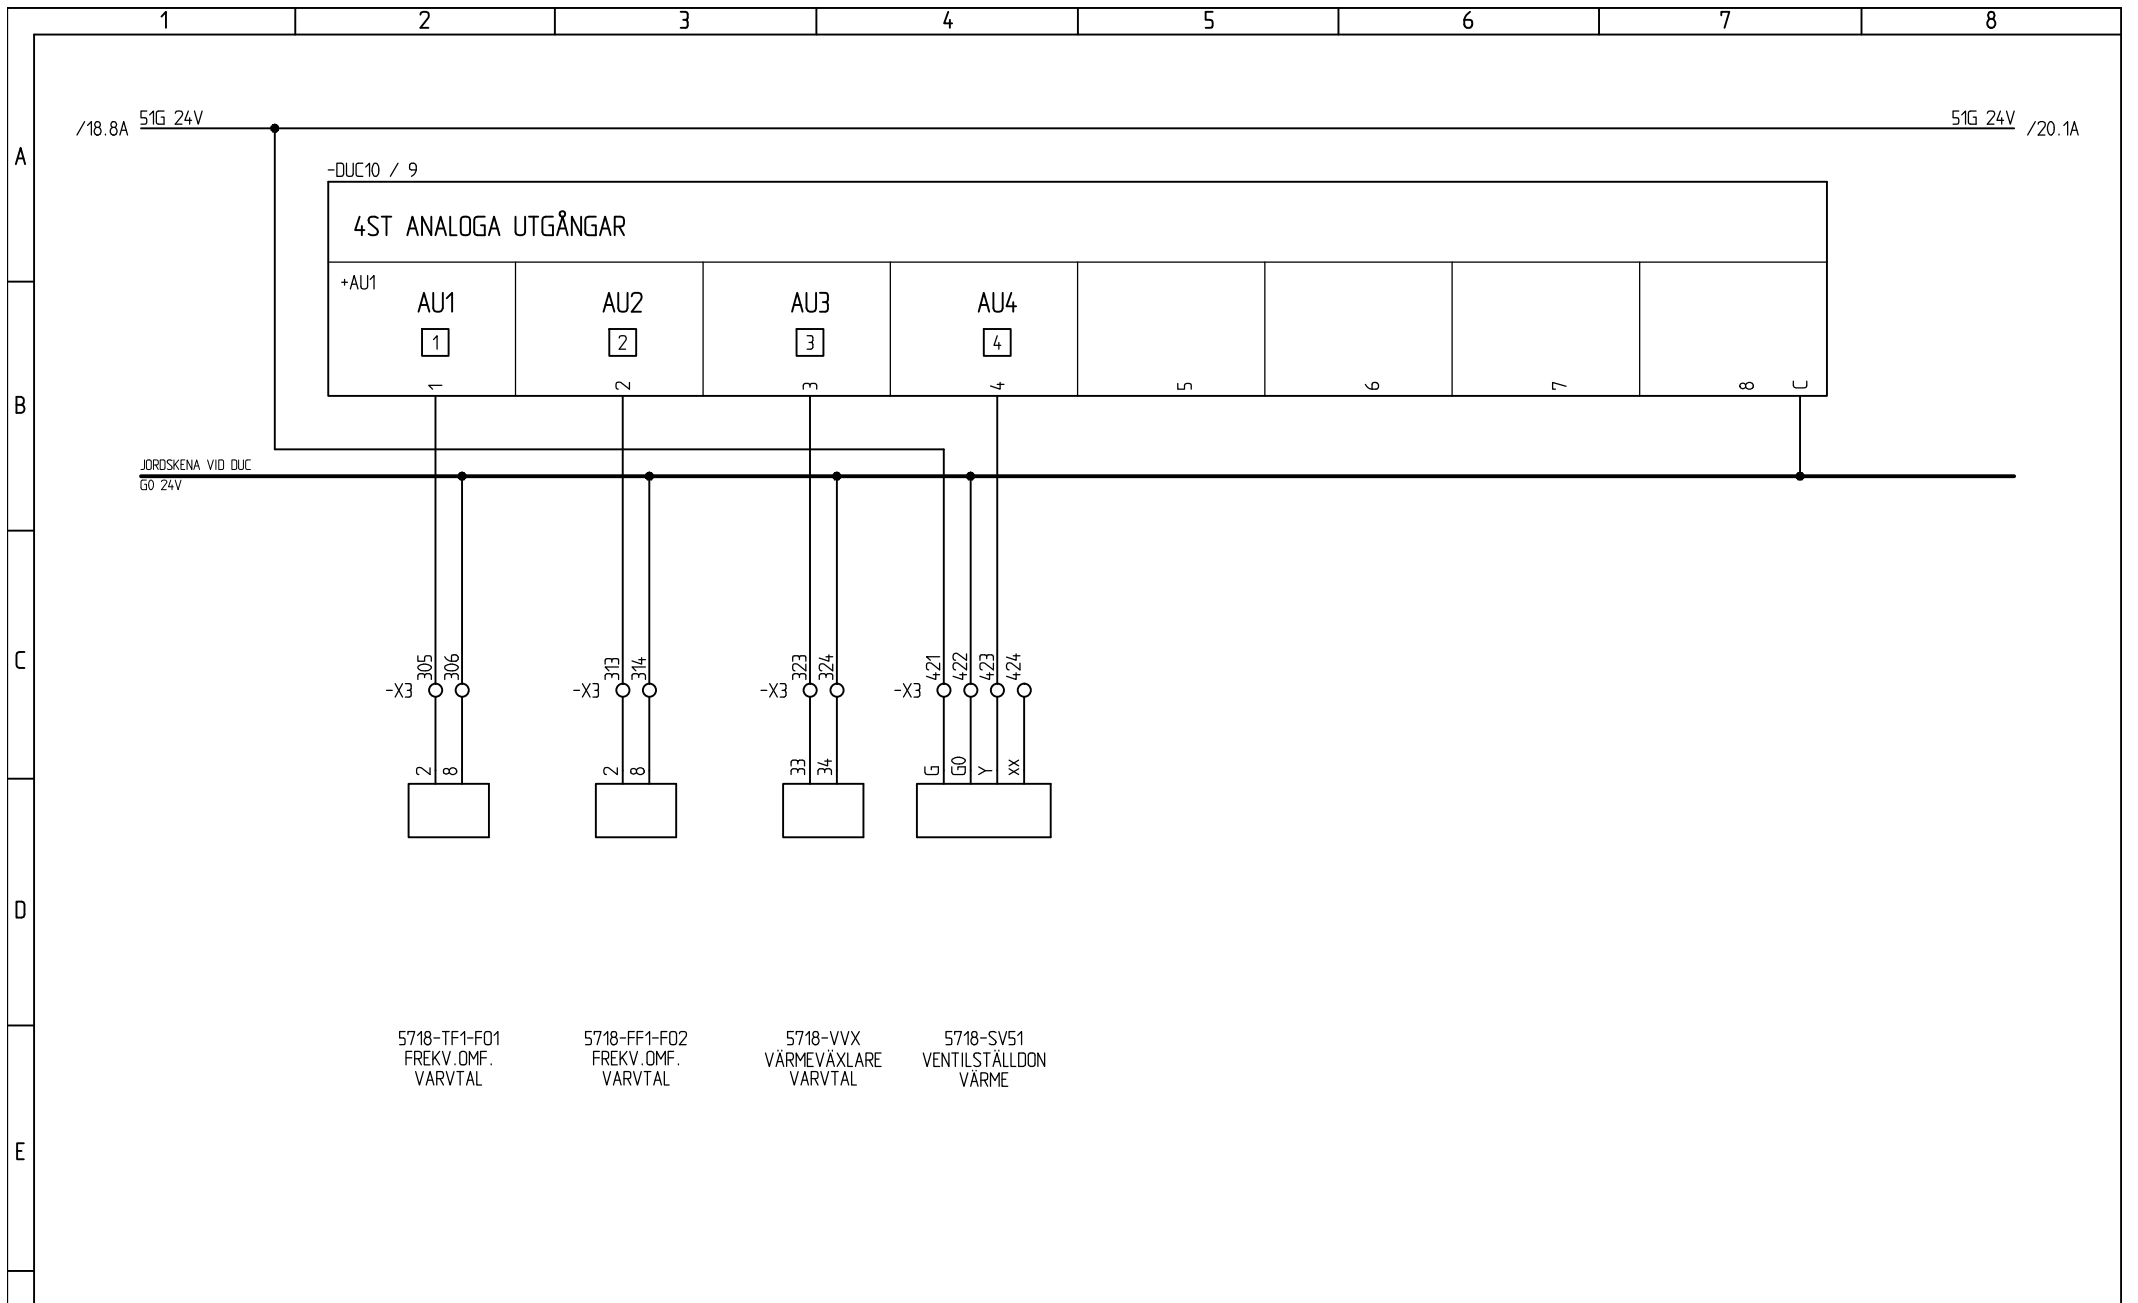 1 2 3 4 5 6 7 8
51G 24V
/18.8A
51G 24V
/20.1A
A
-DUC10 / 9
4ST ANALOGA UTGÅNGAR
+AU1
AU1 AU2 AU3 AU4
1 2 3 4
1 2 3 4 5 6 7 8 C
B
JORDSKENA VID DUC
G0 24V
C
305 306 313 314 323 324 421 422 423 424
-X3 -X3 -X3 -X3
2 8 2 8 33 34 G G0 Y XX
D
5718-TF1-FO1
FREKV.OMF.
VARVTAL
5718-FF1-FO2
FREKV.OMF.
VARVTAL
5718-VVX
VÄRMEVÄXLARE
VARVTAL
5718-SV51
VENTILSTÄLLDON
VÄRME
E